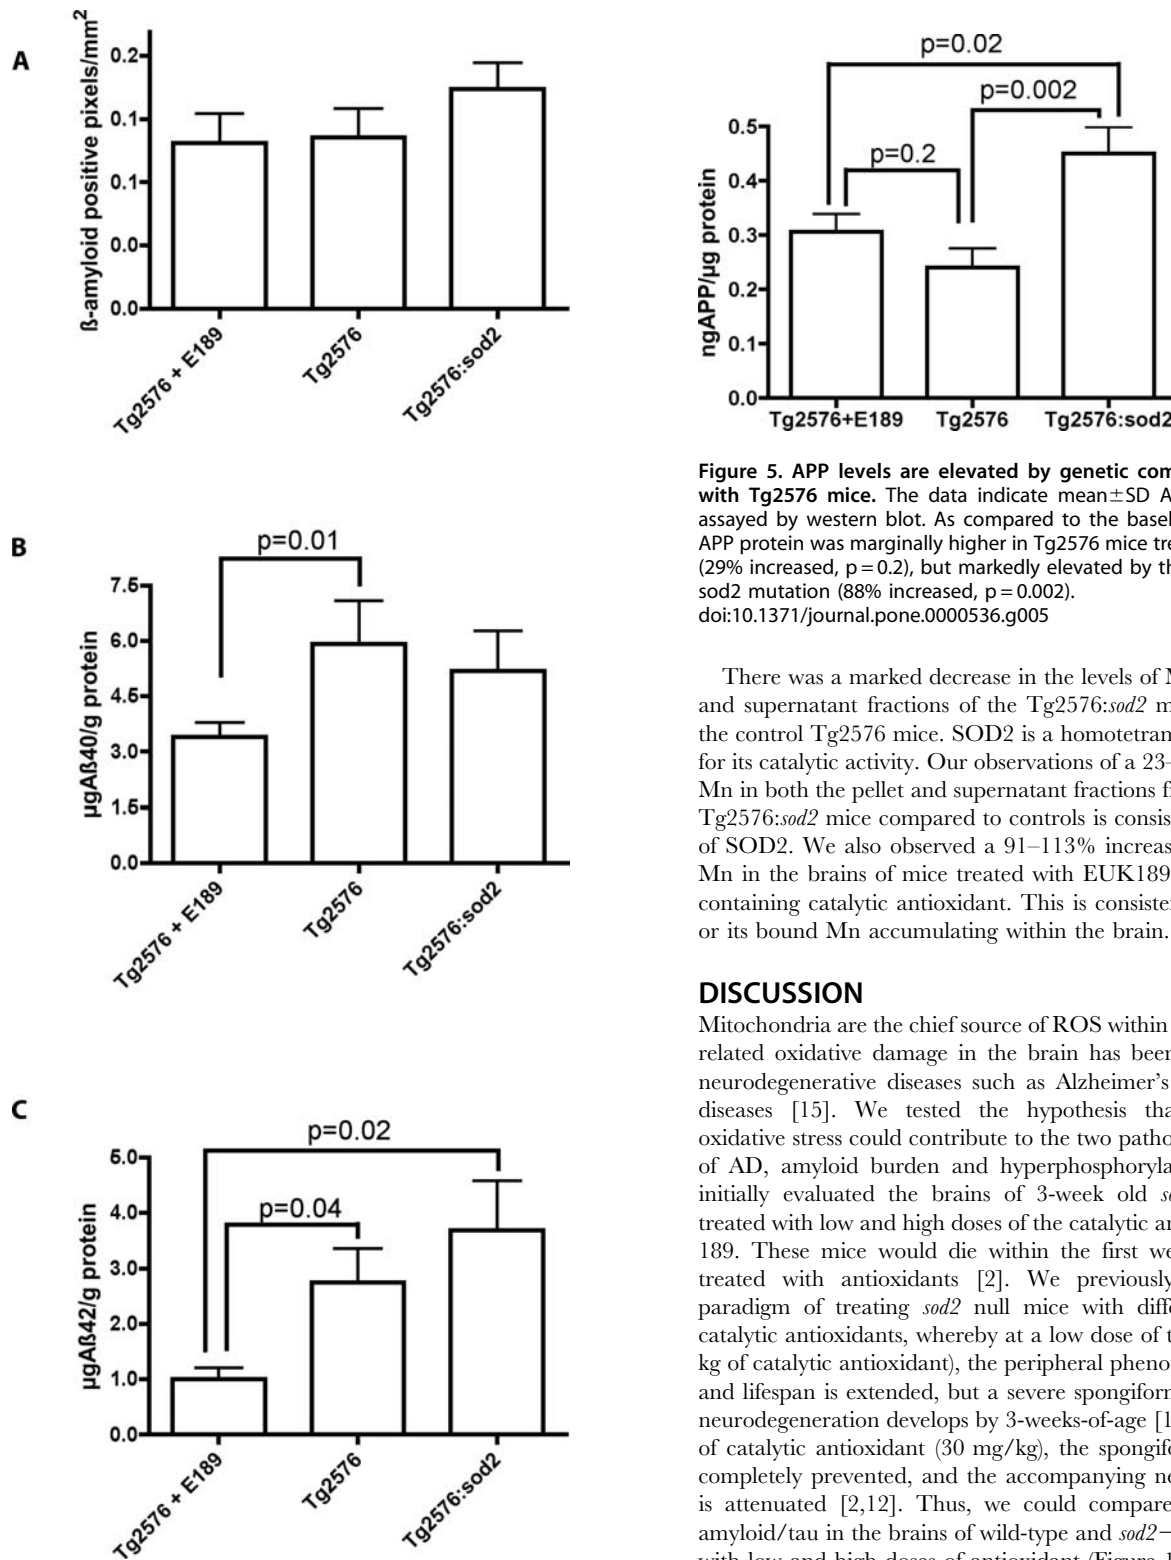 A
ß-amyloid positive pixels/mm2
0.2
0.1
0.1
0.0
0.0
Tg2576 + E189
Tg2576
Tg2576:sod2
B
p=0.01
µgAß40/g protein
7.5
6.0
4.5
3.0
1.5
0.0
Tg2576 + E189
Tg2576
Tg2576:sod2
C
p=0.02
p=0.04
µgAß42/g protein
5.0
4.0
3.0
2.0
1.0
0.0
Tg2576 + E189
Tg2576
Tg2576:sod2
p=0.02
p=0.002
p=0.2
ngAPP/µg protein
0.5
0.4
0.3
0.2
0.1
0.0
Tg2576+E189
Tg2576
Tg2576:sod2
Figure 5. APP levels are elevated by genetic com
with Tg2576 mice. The data indicate mean±SD A
assayed by western blot. As compared to the basel
APP protein was marginally higher in Tg2576 mice tre
(29% increased, p = 0.2), but markedly elevated by th
sod2 mutation (88% increased, p = 0.002).
doi:10.1371/journal.pone.0000536.g005
There was a marked decrease in the levels of M
and supernatant fractions of the Tg2576:sod2 m
the control Tg2576 mice. SOD2 is a homotetram
for its catalytic activity. Our observations of a 23–
Mn in both the pellet and supernatant fractions fr
Tg2576:sod2 mice compared to controls is consis
of SOD2. We also observed a 91–113% increas
Mn in the brains of mice treated with EUK189
containing catalytic antioxidant. This is consiste
or its bound Mn accumulating within the brain.
DISCUSSION
Mitochondria are the chief source of ROS within
related oxidative damage in the brain has been
neurodegenerative diseases such as Alzheimer's
diseases [15]. We tested the hypothesis tha
oxidative stress could contribute to the two patho
of AD, amyloid burden and hyperphosphoryla
initially evaluated the brains of 3-week old so
treated with low and high doses of the catalytic an
189. These mice would die within the first we
treated with antioxidants [2]. We previously
paradigm of treating sod2 null mice with diffe
catalytic antioxidants, whereby at a low dose of t
kg of catalytic antioxidant), the peripheral pheno
and lifespan is extended, but a severe spongiform
neurodegeneration develops by 3-weeks-of-age [1
of catalytic antioxidant (30 mg/kg), the spongifo
completely prevented, and the accompanying ne
is attenuated [2,12]. Thus, we could compare
amyloid/tau in the brains of wild-type and sod2−
with low and high doses of antioxidant (Figure 1